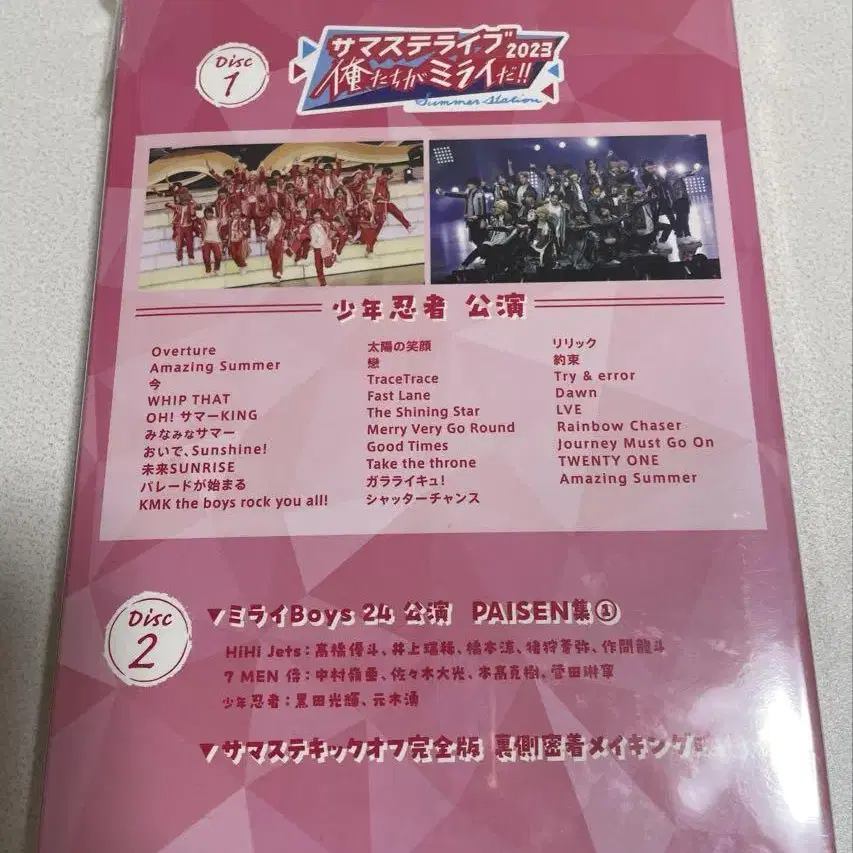 Disc
1
サマステライブ2023
俺たちがミライだ!!
Summer Station
少年忍者 公演
Overture
Amazing Summer
今
WHIP THAT
OH! サマーKING
みなみなサマー
おいで、Sunshine!
未来SUNRISE
パレードが始まる
KMK the boys rock you all!
太陽の笑顔
戀
TraceTrace
Fast Lane
The Shining Star
Merry Very Go Round
Good Times
Take the throne
ガラライキュ!
シャッターチャンス
リリック
約束
Try & error
Dawn
LVE
Rainbow Chaser
Journey Must Go On
TWENTY ONE
Amazing Summer
Disc
2
▼ミライBoys 24 公演 PAISEN集①
HiHi Jets:髙橋優斗、井上瑞稀、橋本涼、猪狩蒼弥、作間龍斗
7 MEN 侍:中村嶺亜、佐々木大光、本髙克樹、菅田琳寧
少年忍者:黒田光輝、元木湧
▼サマステキックオフ完全版 裏側密着メイキング